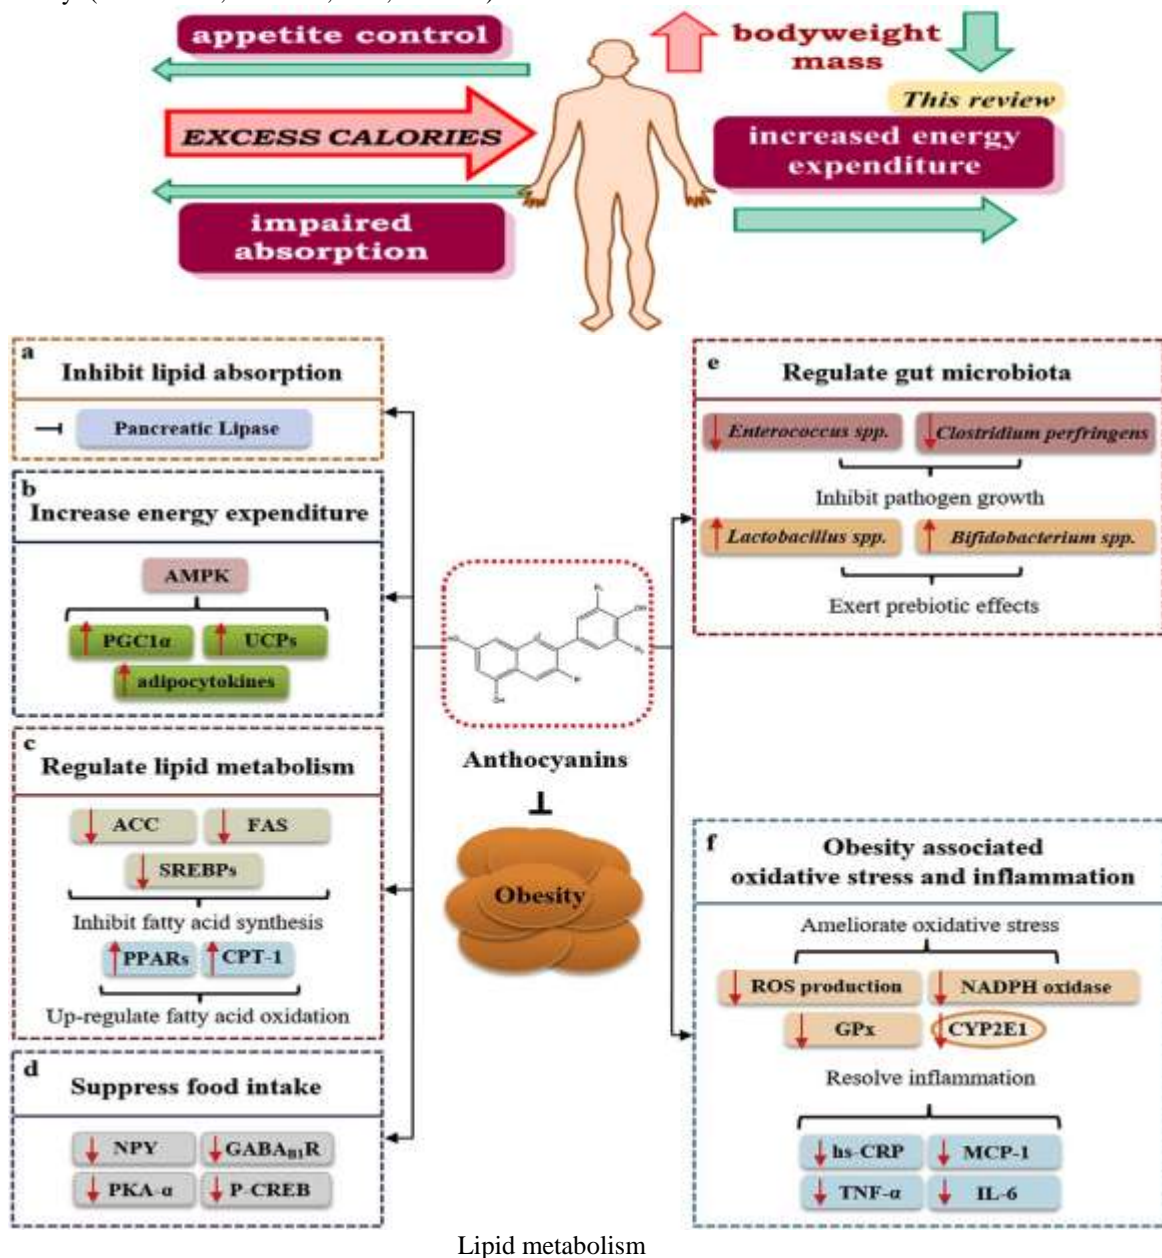 appetite control
EXCESS CALORIES
impaired
absorption
bodyweight
mass
This review
increased energy
expenditure
a
Inhibit lipid absorption
Pancreatic Lipase
b
Increase energy expenditure
AMPK
PGC1α
UCPs
adipocytokines
c
Regulate lipid metabolism
ACC
FAS
SREBPs
Inhibit fatty acid synthesis
PPARs
CPT-1
Up-regulate fatty acid oxidation
d
Suppress food intake
NPY
GABAB1R
PKA-α
P-CREB
OH
OH
Anthocyanins
Obesity
e
Regulate gut microbiota
Enterococcus spp.
Clostridium perfringens
Inhibit pathogen growth
Lactobacillus spp.
Bifidobacterium spp.
Exert prebiotic effects
f
Obesity associated
oxidative stress and inflammation
Ameliorate oxidative stress
ROS production
NADPH oxidase
GPx
CYP2E1
Resolve inflammation
hs-CRP
MCP-1
TNF-α
IL-6
Lipid metabolism